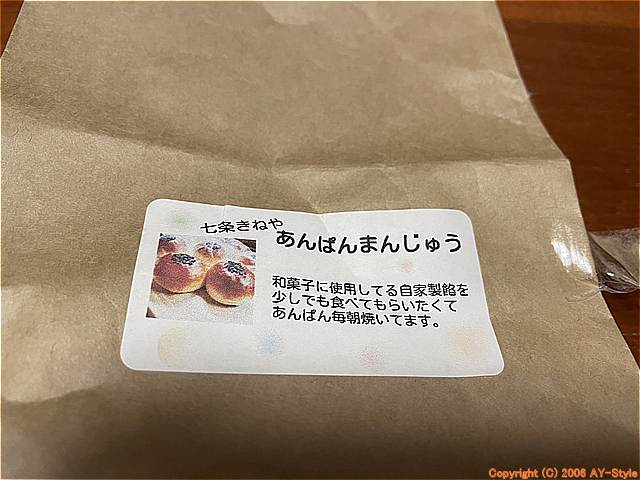 七条きねや
あんぱんまんじゅう
和菓子に使用してる自家製餡を
少しでも食べてもらいたくて
あんぱん毎朝焼いてます。
Copyright (C) 2006 AY-Style